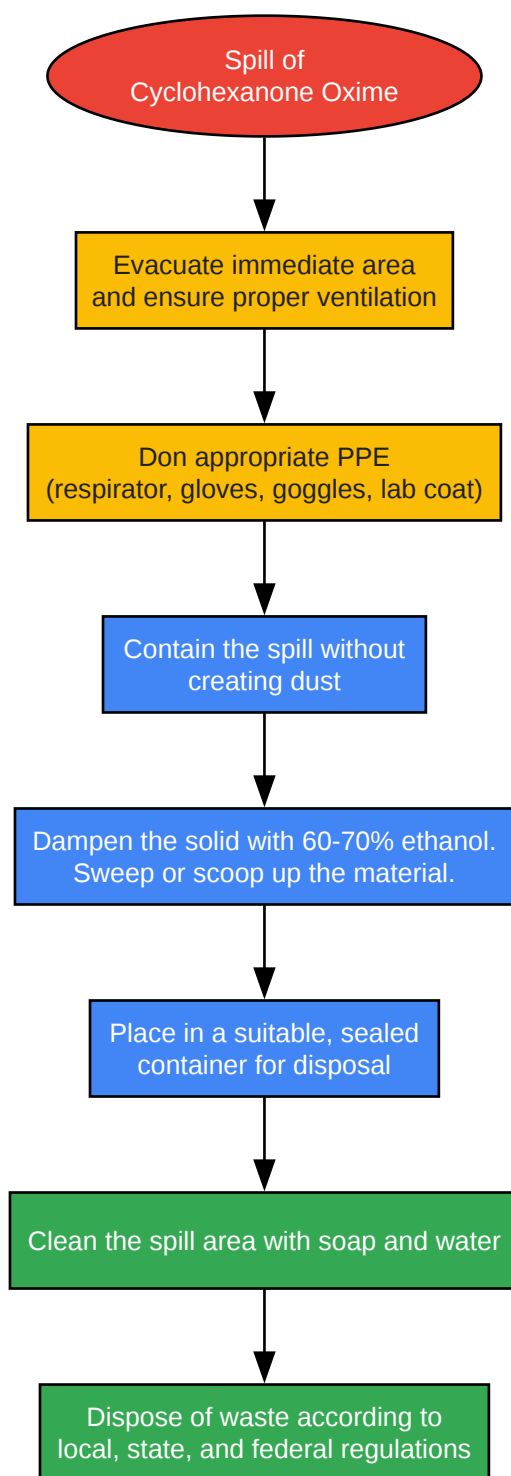 Spill of
Cyclohexanone Oxime
Evacuate immediate area
and ensure proper ventilation
Don appropriate PPE
(respirator, gloves, goggles, lab coat)
Contain the spill without
creating dust
Dampen the solid with 60-70% ethanol.
Sweep or scoop up the material.
Place in a suitable, sealed
container for disposal
Clean the spill area with soap and water
Dispose of waste according to
local, state, and federal regulations